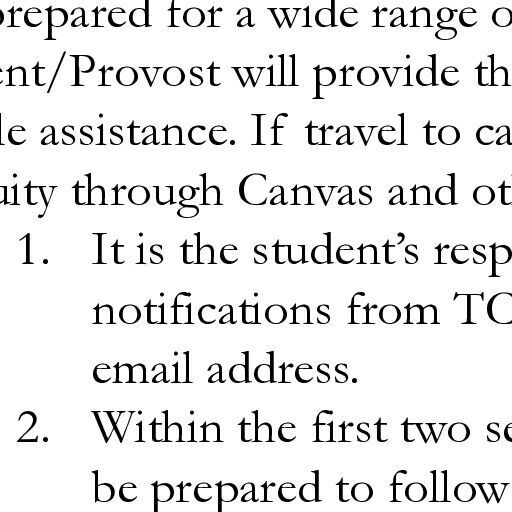 prepared for a wide range o
ent/Provost will provide th
le assistance. If travel to ca
uity through Canvas and ot
1. It is the student’s resp
notifications from TC
email address.
2. Within the first two se
be prepared to follow